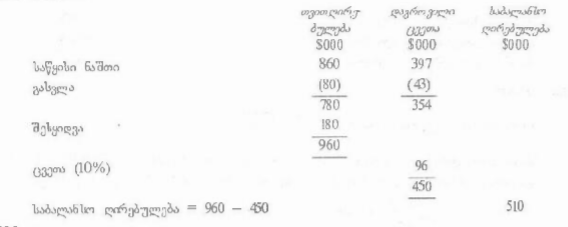 თვითღირე- დაგროვილი საბალანსო
ბულება ცვეთა ღირებულება
$000 $000 $000
საწყისი ნაშთი 860 397
გასვლა (80) (43)
780 354
შესყიდვა 180
960
ცვეთა (10%) 96
450
საბალანსო ღირებულება = 960 – 450 510